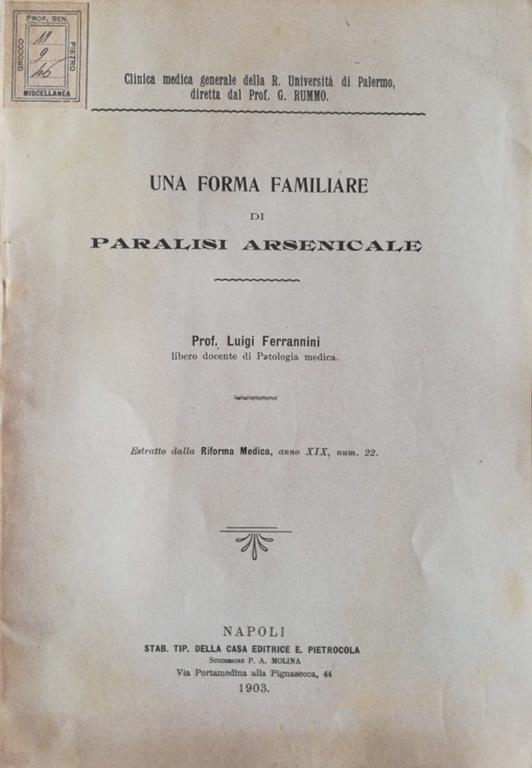 PROF. SEN.
GROCCO
PIETRO
11
9
MISCELLANEA
Clinica medica generale della R. Università di Palermo,
diretta dal Prof. G. RUMMO.
UNA FORMA FAMILIARE
DI
PARALISI ARSENICALE
Prof. Luigi Ferrannini
libero docente di Patologia medica.
Estratto dalla Riforma Medica, anno XIX, num. 22.
NAPOLI
STAB. TIP. DELLA CASA EDITRICE E. PIETROCOLA
Successore P. A. MOLINA
Via Portamedina alla Pignasecca, 44
1903.